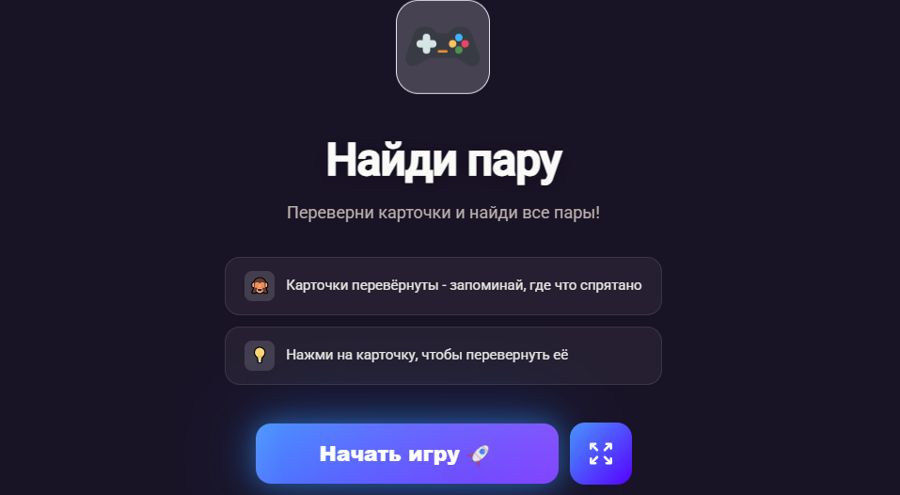 Найди пару
Переверни карточки и найди все пары!
Карточки перевёрнуты - запоминай, где что спрятано
Нажми на карточку, чтобы перевернуть её
Начать игру 🚀